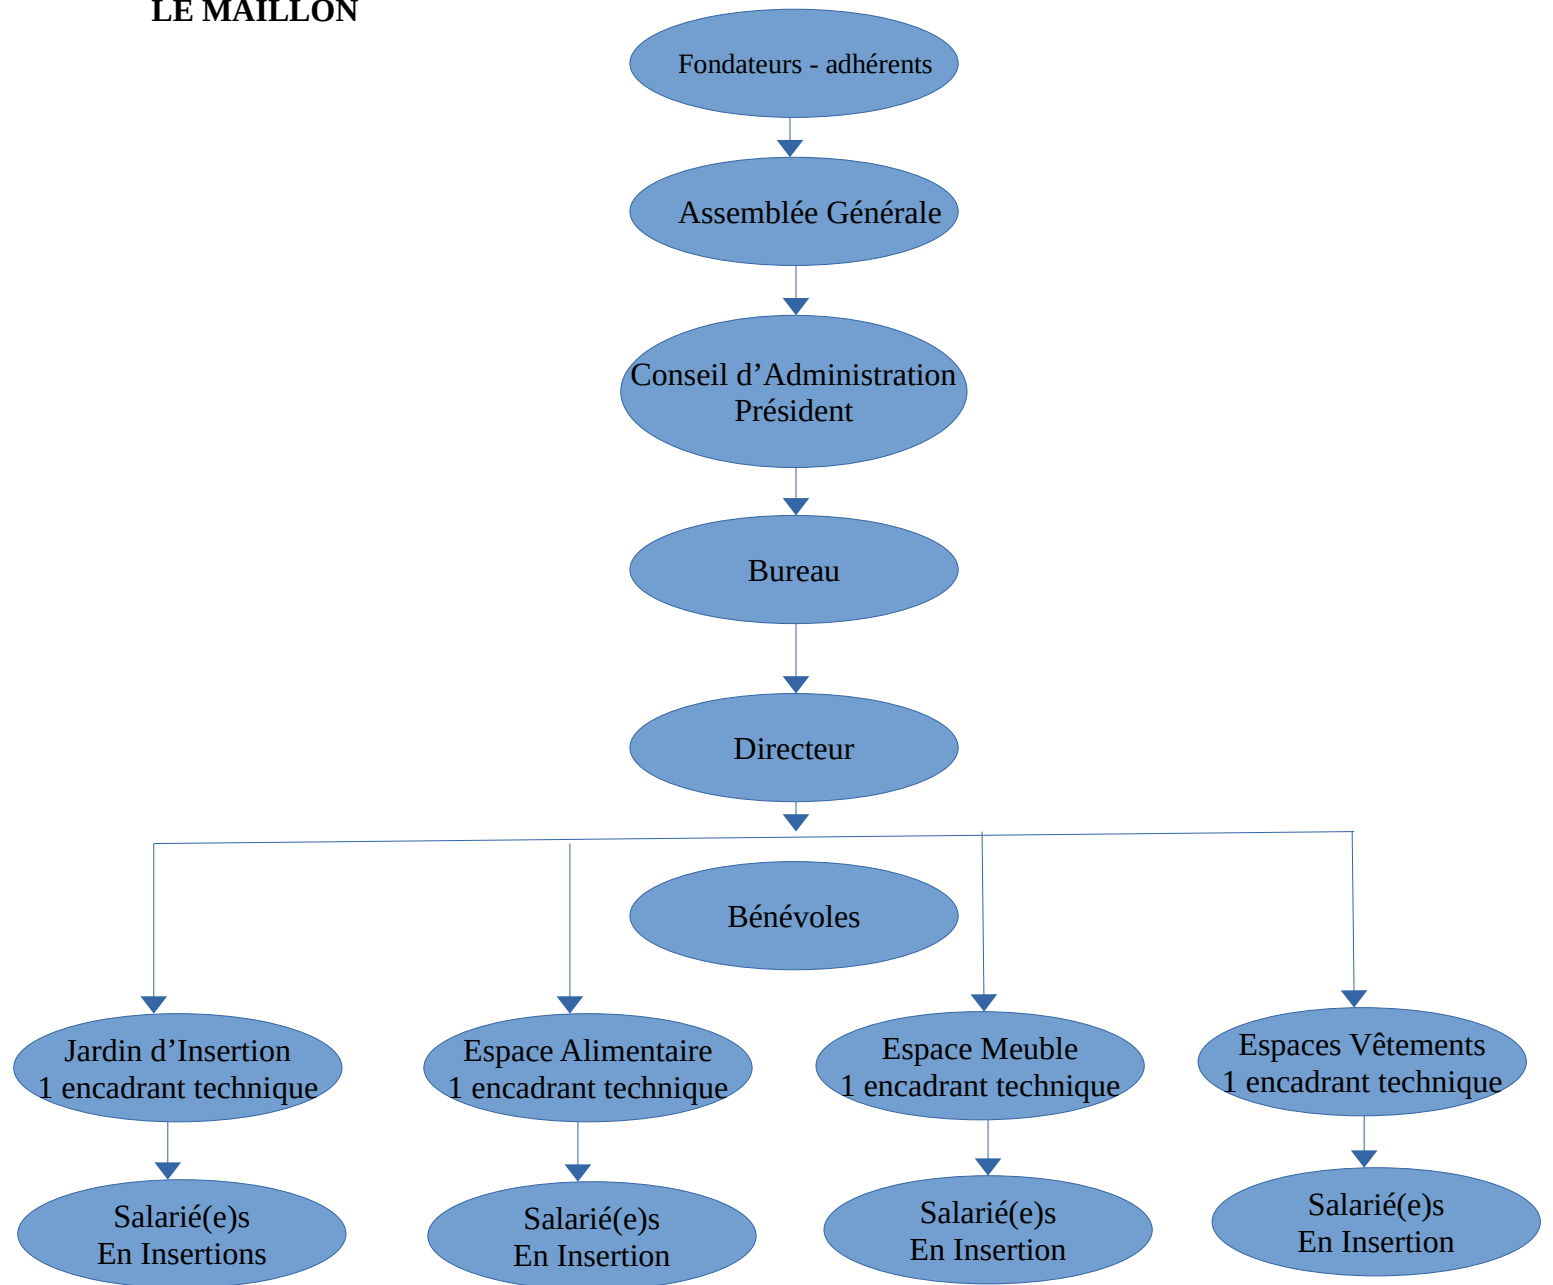 LE MAILLON
Fondateurs - adhérents
Assemblée Générale
Conseil d’Administration
Président
Bureau
Directeur
Bénévoles
Jardin d’Insertion
1 encadrant technique
Espace Alimentaire
1 encadrant technique
Espace Meuble
1 encadrant technique
Espaces Vêtements
1 encadrant technique
Salarié(e)s
En Insertions
Salarié(e)s
En Insertion
Salarié(e)s
En Insertion
Salarié(e)s
En Insertion